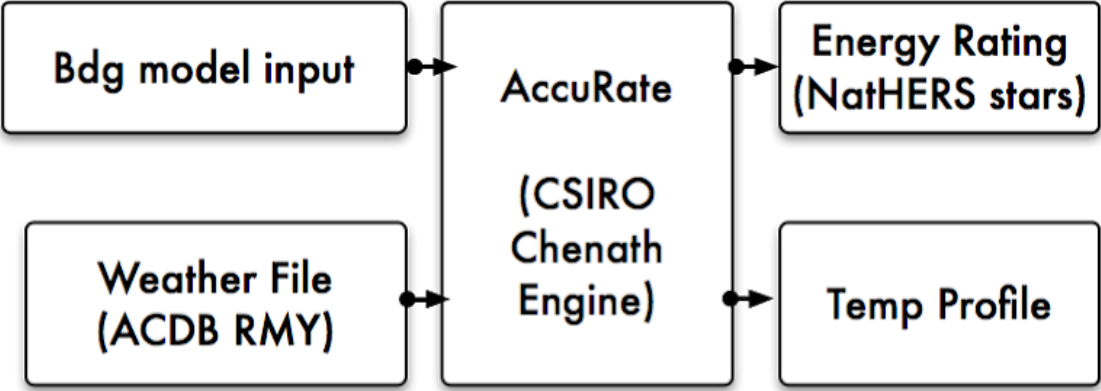 Bdg model input
Weather File
(ACDB RMY)
AccuRate
(CSIRO
Chenath
Engine)
Energy Rating
(NatHERS stars)
Temp Profile